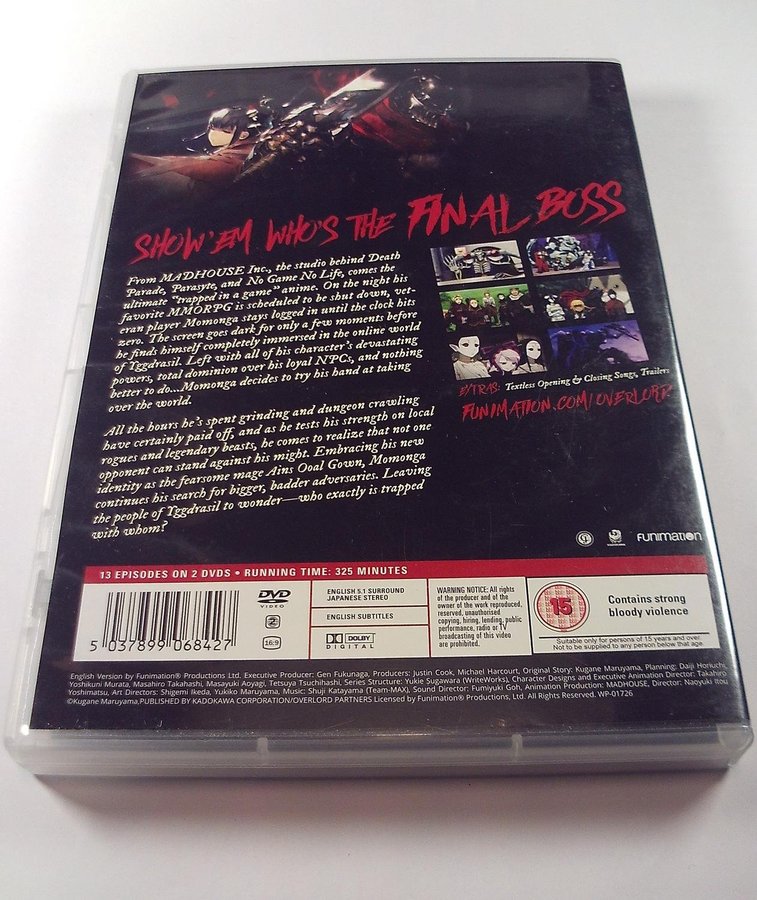 SHOW 'EM WHO'S THE FINAL BOSS
From MADHOUSE Inc., the studio behind Death
Parade, Parasyte, and No Game No Life, comes the
ultimate "trapped in a game" anime. On the night his
favorite MMORPG is scheduled to be shut down, vet-
eran player Momonga stays logged in until the clock hits
zero. The screen goes dark for only a few moments before
he finds himself completely immersed in the online world
of Yggdrasil. Left with all of his character's devastating
powers, total dominion over his loyal NPCs, and nothing
better to do...Momonga decides to try his hand at taking
over the world.
All the hours he's spent grinding and dungeon crawling
have certainly paid off, and as he tests his strength on local
rogues and legendary beasts, he comes to realize that not one
opponent can stand against his might. Embracing his new
identity as the fearsome mage Ains Ooal Gown, Momonga
continues his search for bigger, badder adversaries. Leaving
the people of Yggdrasil to wonder—who exactly is trapped
with whom?
EXTRAS: Textless Opening & Closing Songs, Trailers
FUNIMATION.COM/OVERLORD
FUNIMATION
13 EPISODES ON 2 DVDS • RUNNING TIME: 325 MINUTES
5 037899 068427
DVD
VIDEO
2
16:9
ENGLISH 5.1 SURROUND
JAPANESE STEREO
ENGLISH SUBTITLES
DOLBY
DIGITAL
WARNING NOTICE: All rights
of the producer and of the
owner of the work reproduced,
reserved, unauthorised
copying, hiring, lending, public
performance, radio or TV
broadcasting of this video
are prohibited.
15
Contains strong
bloody violence
Suitable only for persons of 15 years and over.
Not to be supplied to any person below that age.
English Version by Funimation® Productions Ltd. Executive Producer: Gen Fukunaga, Producers: Justin Cook, Michael Harcourt, Original Story: Kugane Maruyama, Planning: Daiji Horiuchi,
Yoshikuni Murata, Masahiro Takahashi, Masayuki Aoyagi, Tetsuya Tsuchihashi, Series Structure: Yukie Sugawara (WriteWorks), Character Designs and Executive Animation Director: Takahiro
Yoshimatsu, Art Directors: Shigemi Ikeda, Yukiko Maruyama, Music: Shuji Katayama (Team-MAX), Sound Director: Fumiyuki Goh, Animation Production: MADHOUSE, Director: Naoyuki Itou
©Kugane Maruyama,PUBLISHED BY KADOKAWA CORPORATION/OVERLORD PARTNERS Licensed by Funimation® Productions, Ltd. All Rights Reserved. WP-01726